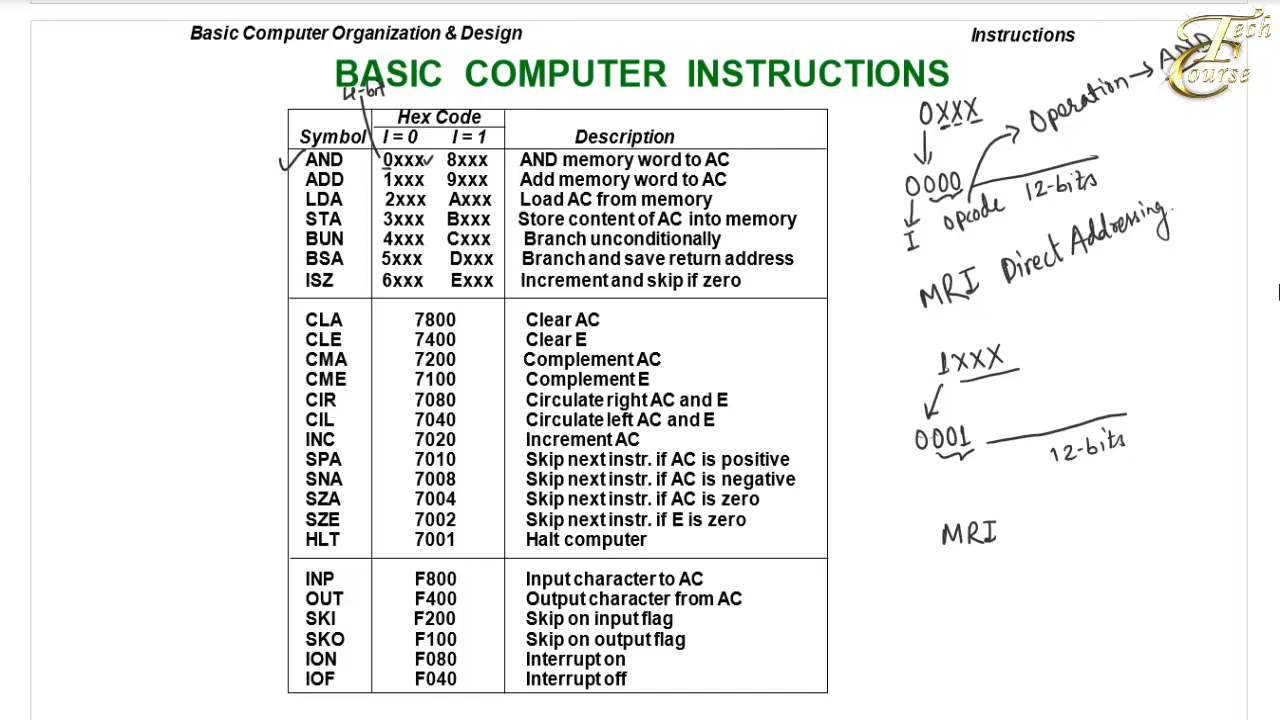 Basic Computer Organization & Design
Instructions
Tech Course
BASIC COMPUTER INSTRUCTIONS
4-bit
Hex Code
Symbol I = 0 I = 1 Description
AND 0xxx 8xxx AND memory word to AC
ADD 1xxx 9xxx Add memory word to AC
LDA 2xxx Axxx Load AC from memory
STA 3xxx Bxxx Store content of AC into memory
BUN 4xxx Cxxx Branch unconditionally
BSA 5xxx Dxxx Branch and save return address
ISZ 6xxx Exxx Increment and skip if zero
CLA 7800 Clear AC
CLE 7400 Clear E
CMA 7200 Complement AC
CME 7100 Complement E
CIR 7080 Circulate right AC and E
CIL 7040 Circulate left AC and E
INC 7020 Increment AC
SPA 7010 Skip next instr. if AC is positive
SNA 7008 Skip next instr. if AC is negative
SZA 7004 Skip next instr. if AC is zero
SZE 7002 Skip next instr. if E is zero
HLT 7001 Halt computer
INP F800 Input character to AC
OUT F400 Output character from AC
SKI F200 Skip on input flag
SKO F100 Skip on output flag
ION F080 Interrupt on
IOF F040 Interrupt off
0XXX
Operation → AND
0000
12-bits
I opcode
MRI Direct Addressing.
1XXX
0001
12-bits
MRI